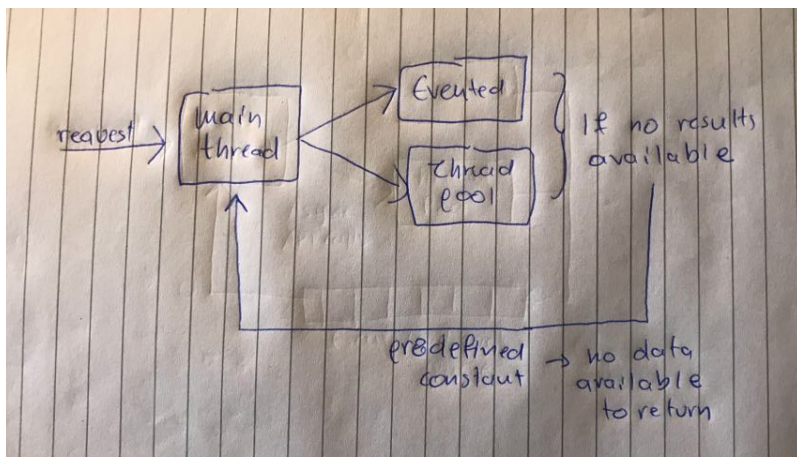 reqbest
main
thread
Evented
thread
pool
If no results
available
predefined
constant
→ no data
available
to return